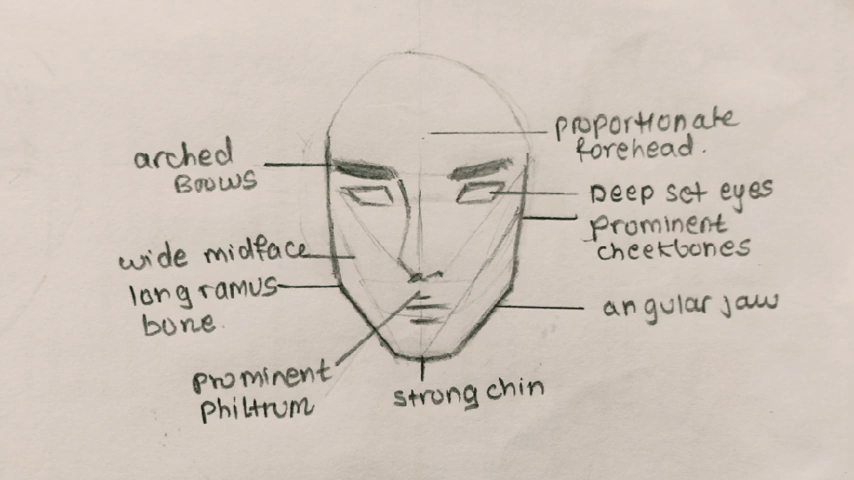 proportionate
forehead.
arched
Boows
Deep set eyes
prominent
cheekbones
wide midface
long ramus
bone.
angular jaw
prominent
philtrum
strong chin